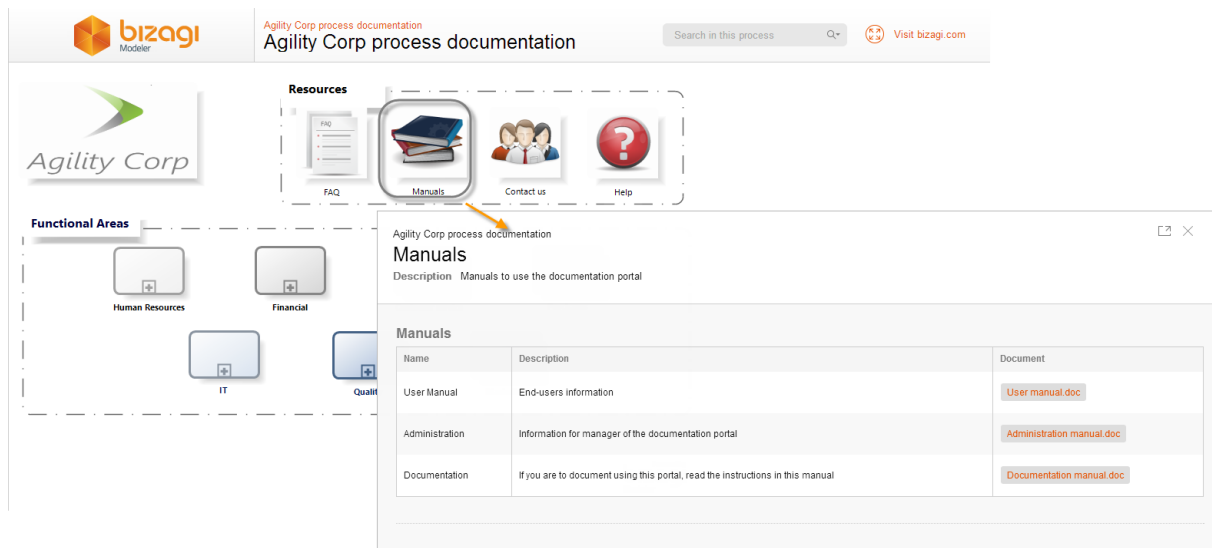 bizagi
Modeler
Agility Corp process documentation
Agility Corp process documentation
Search in this process
Visit bizagi.com
Agility Corp
Resources
FAQ
FAQ
Manuals
Contact us
Help
Functional Areas
Human Resources
Financial
IT
Qualit
Agility Corp process documentation
Manuals
Description Manuals to use the documentation portal
Manuals
Name Description Document
User Manual End-users information User manual.doc
Administration Information for manager of the documentation portal Administration manual.doc
Documentation If you are to document using this portal, read the instructions in this manual Documentation manual.doc